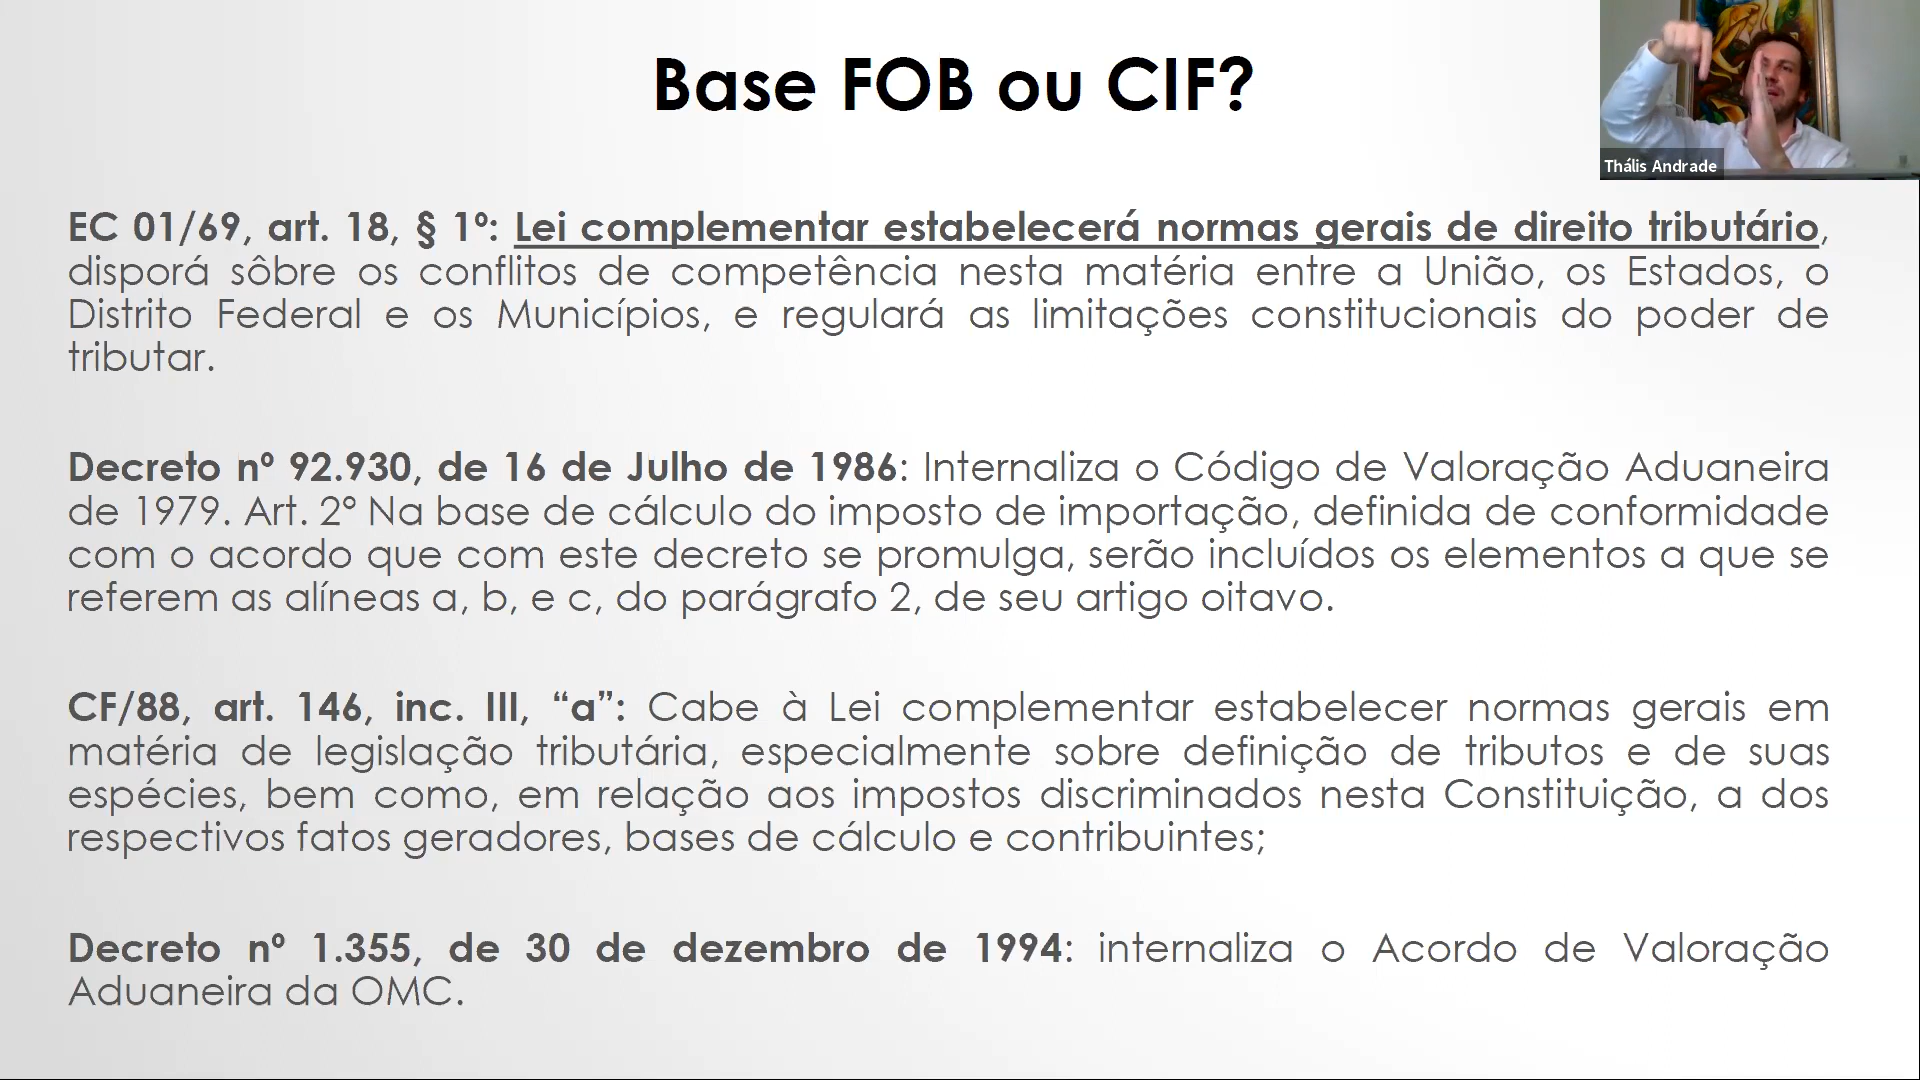 Base FOB ou CIF?
Thális Andrade
EC 01/69, art. 18, § 1º: Lei complementar estabelecerá normas gerais de direito tributário,
disporá sôbre os conflitos de competência nesta matéria entre a União, os Estados, o
Distrito Federal e os Municípios, e regulará as limitações constitucionais do poder de
tributar.
Decreto nº 92.930, de 16 de Julho de 1986: Internaliza o Código de Valoração Aduaneira
de 1979. Art. 2° Na base de cálculo do imposto de importação, definida de conformidade
com o acordo que com este decreto se promulga, serão incluídos os elementos a que se
referem as alíneas a, b, e c, do parágrafo 2, de seu artigo oitavo.
CF/88, art. 146, inc. III, “a”: Cabe à Lei complementar estabelecer normas gerais em
matéria de legislação tributária, especialmente sobre definição de tributos e de suas
espécies, bem como, em relação aos impostos discriminados nesta Constituição, a dos
respectivos fatos geradores, bases de cálculo e contribuintes;
Decreto nº 1.355, de 30 de dezembro de 1994: internaliza o Acordo de Valoração
Aduaneira da OMC.